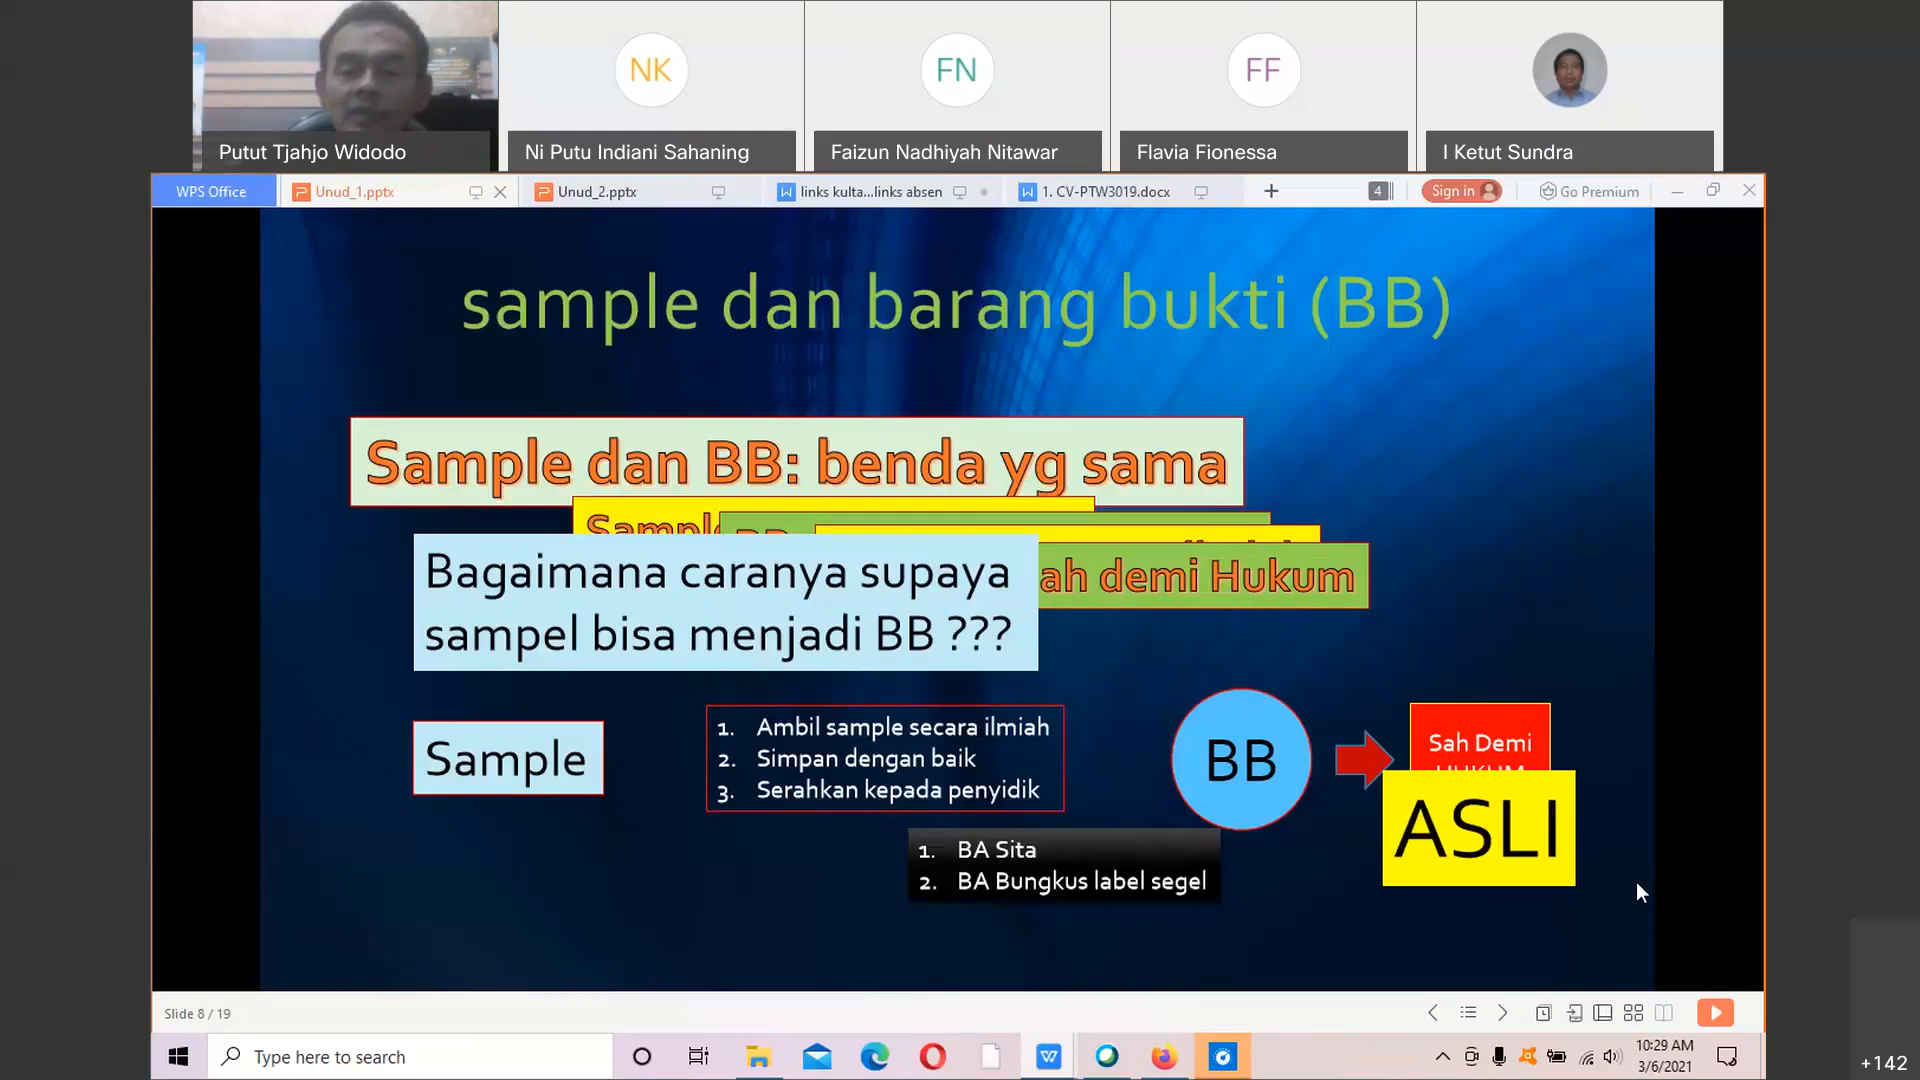 NK
FN
FF
Putut Tjahjo Widodo
Ni Putu Indiani Sahaning
Faizun Nadhiyah Nitawar
Flavia Fionessa
I Ketut Sundra
WPS Office
Unud_1.pptx
Unud_2.pptx
links kulta...links absen
1. CV-PTW3019.docx
4
Sign in
Go Premium
sample dan barang bukti (BB)
Sample dan BB: benda yg sama
Sample
ah demi Hukum
Bagaimana caranya supaya
sampel bisa menjadi BB ???
Sample
1. Ambil sample secara ilmiah
2. Simpan dengan baik
3. Serahkan kepada penyidik
BB
Sah Demi
HUKUM
ASLI
1. BA Sita
2. BA Bungkus label segel
Slide 8 / 19
Type here to search
10:29 AM
3/6/2021
+142